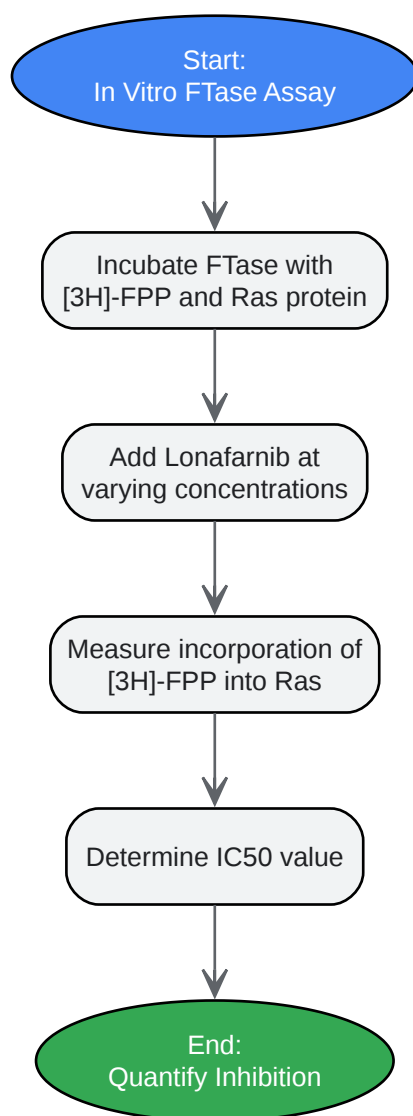 Start:
In Vitro FTase Assay
Incubate FTase with
[3H]-FPP and Ras protein
Add Lonafarnib at
varying concentrations
Measure incorporation of
[3H]-FPP into Ras
Determine IC50 value
End:
Quantify Inhibition